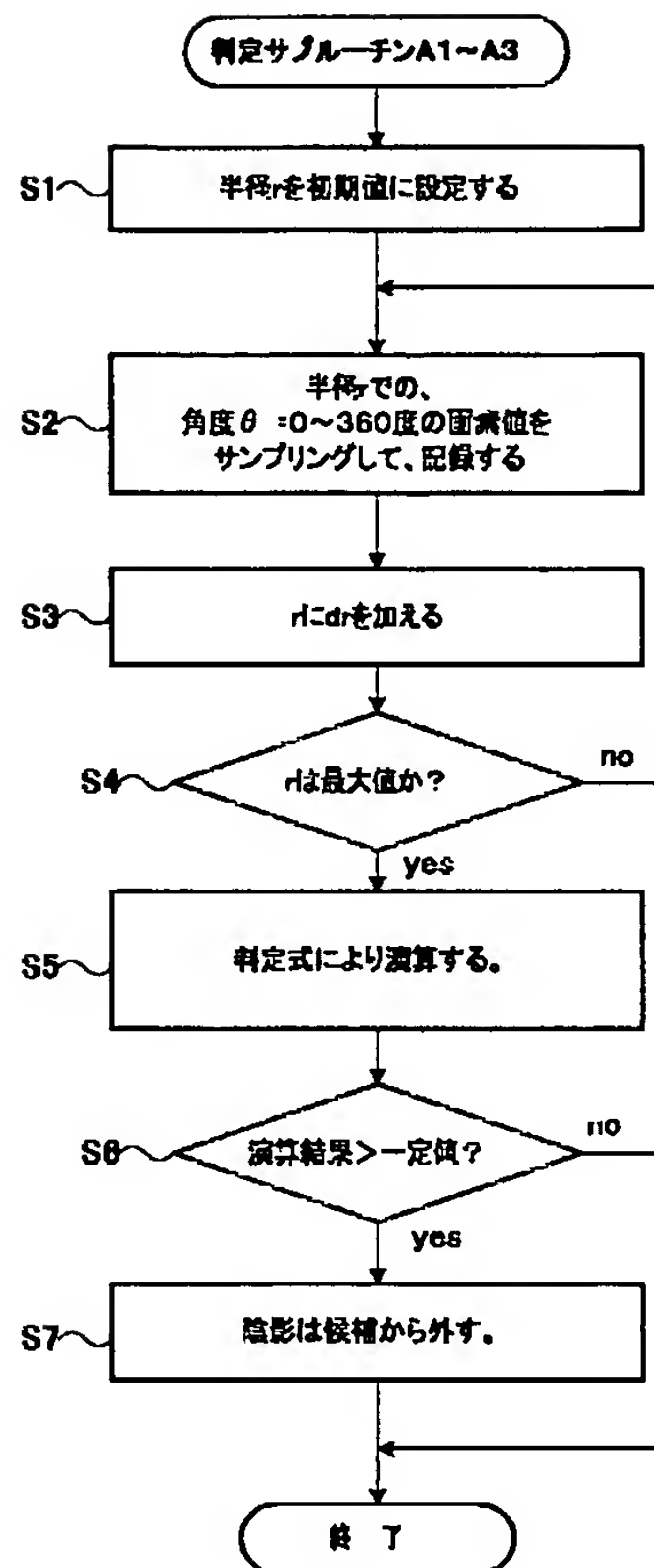 判定サブルーチンA1～A3
S1
半径rを初期値に設定する
S2
半径rでの、
角度θ=0～360度の画素値を
サンプリングして、記録する
S3
rにdrを加える
S4
rは最大値か？
no
yes
S5
判定式により演算する。
S6
演算結果＞一定値？
no
yes
S7
陰影は候補から外す。
終 了